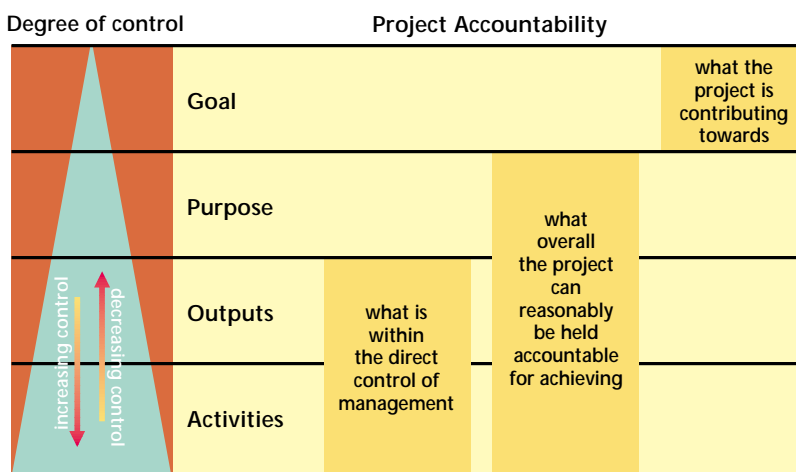 Degree of control
Project Accountability
Goal
what the
project is
contributing
towards
Purpose
what
overall
the project
can
reasonably
be held
accountable
for achieving
increasing control
decreasing control
Outputs
what is
within
the direct
control of
management
Activities